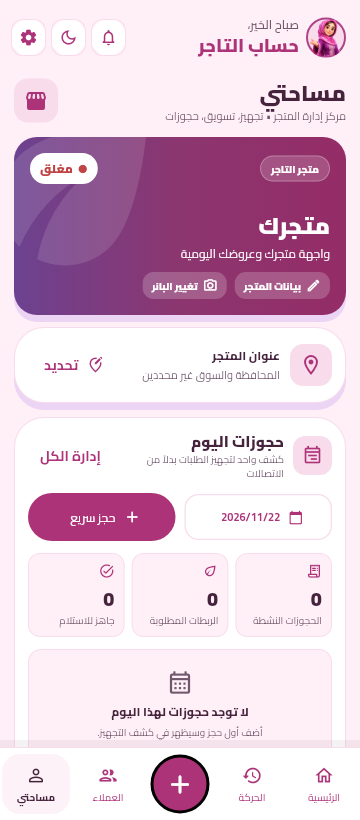 صباح الخير،
حساب التاجر
مساحتي
مركز إدارة المتجر • تجهيز، تسويق، حجوزات
متجر التاجر
مغلق
متجرك
واجهة متجرك وعروضك اليومية
بيانات المتجر
تغيير البانر
عنوان المتجر
المحافظة والسوق غير محددين
تحديد
حجوزات اليوم
كشف واحد لتجهيز الطلبات بدلاً من
الاتصالات
إدارة الكل
2026/11/22
حجز سريع
0
الحجوزات النشطة
0
الربطات المطلوبة
0
جاهز للاستلام
لا توجد حجوزات لهذا اليوم
أضف أول حجز وسيظهر في كشف التجهيز.
الرئيسية
الحركة
العملاء
مساحتي